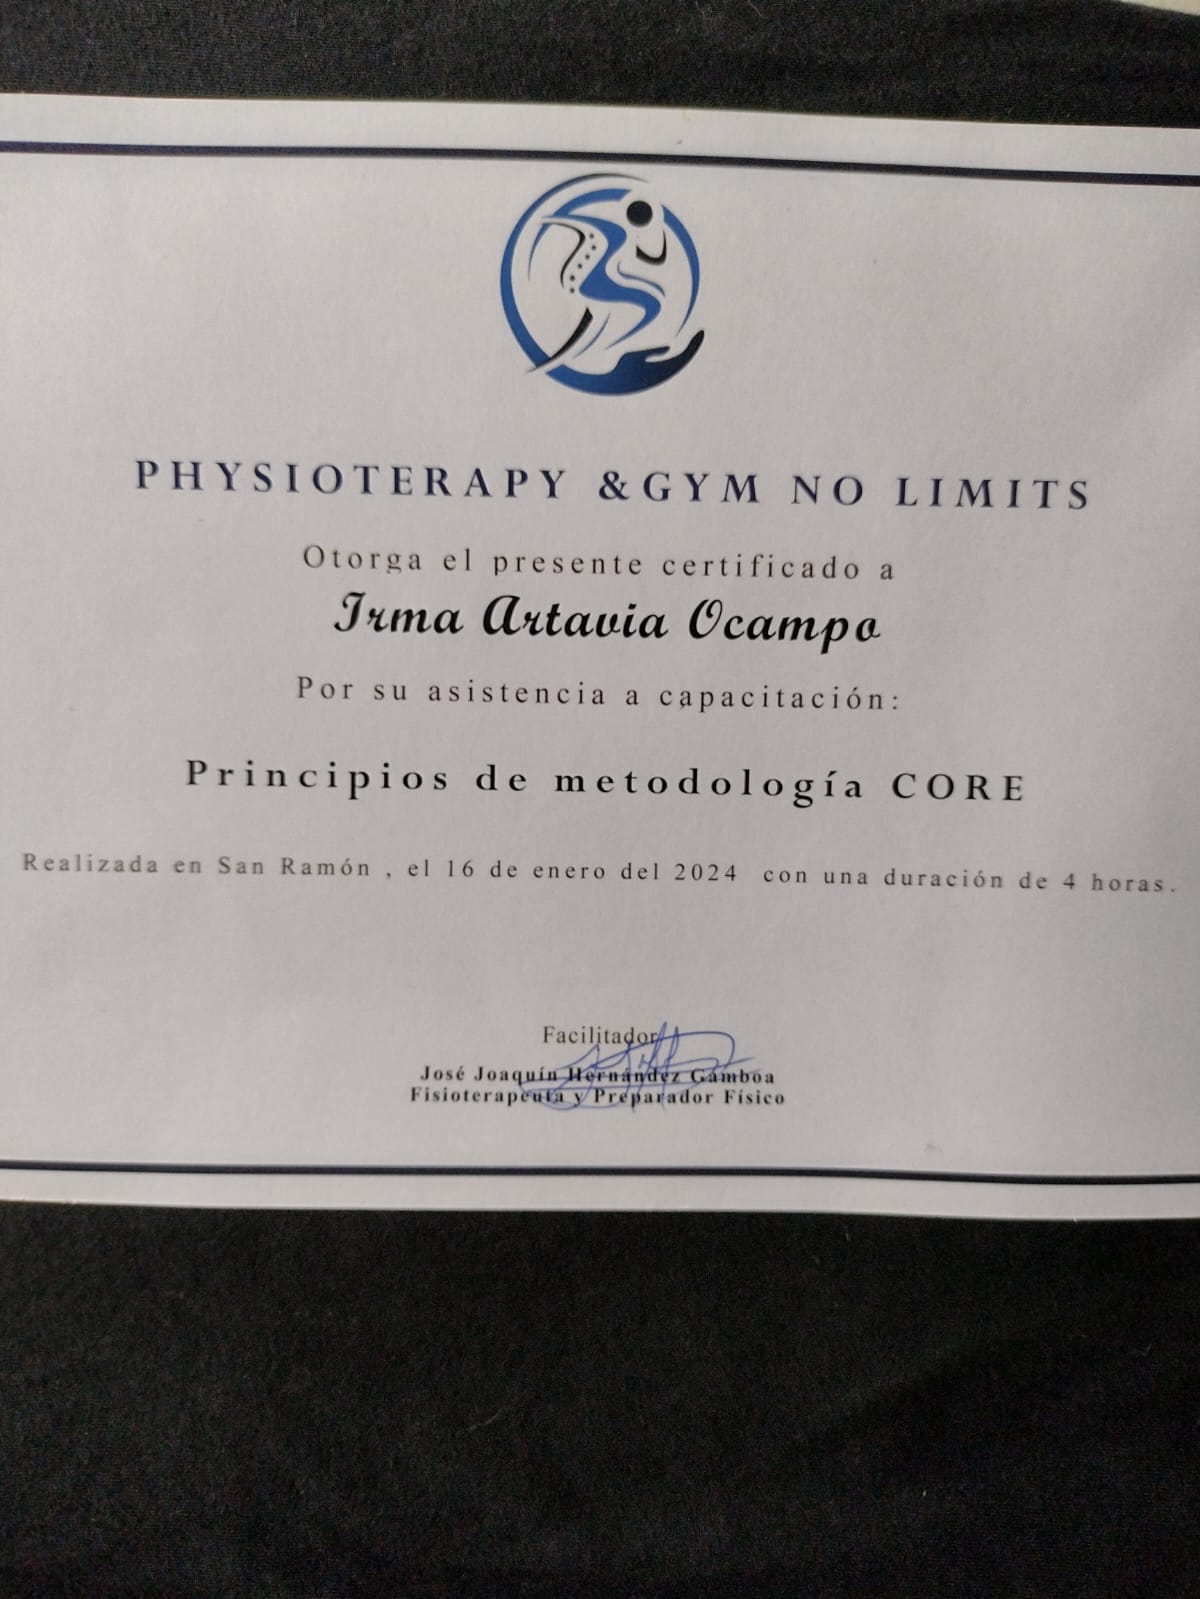 PHYSIOTERAPY &GYM NO LIMITS
Otorga el presente certificado a
Irma Artavia Ocampo
Por su asistencia a capacitación:
Principios de metodología CORE
Realizada en San Ramón , el 16 de enero del 2024 con una duración de 4 horas.
Facilitador
José Joaquín Hernández Gamboa
Fisioterapeuta y Preparador Físico